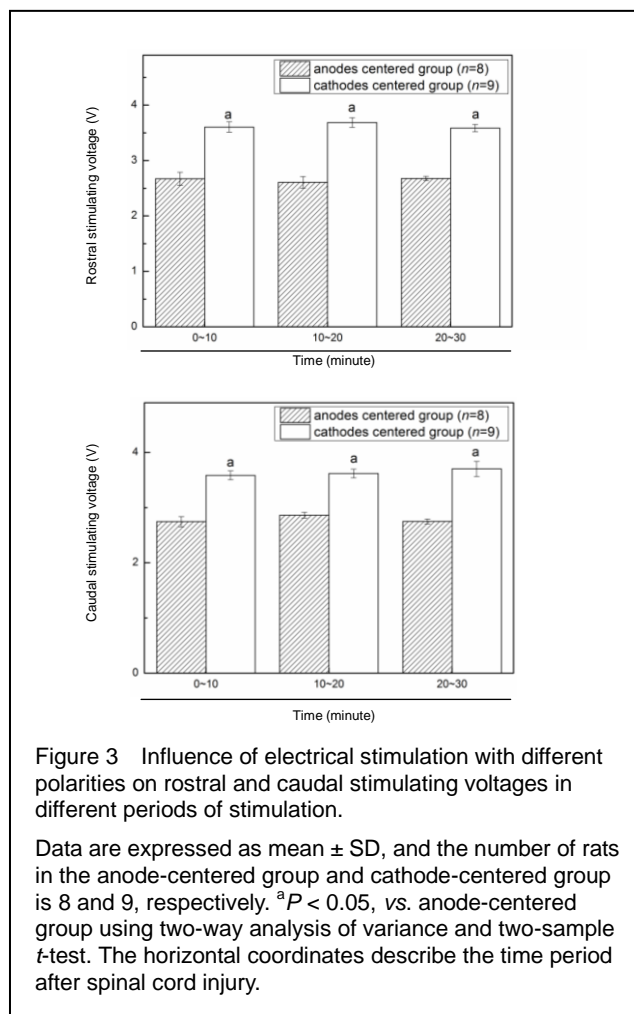 anodes centered group (n=8)
cathodes centered group (n=9)
Rostral stimulating voltage (V)
4
3
2
1
0
a
a
a
0~10
10~20
20~30
Time (minute)
anodes centered group (n=8)
cathodes centered group (n=9)
Caudal stimulating voltage (V)
4
2
0
a
a
a
0~10
10~20
20~30
Time (minute)
Figure 3 Influence of electrical stimulation with different
polarities on rostral and caudal stimulating voltages in
different periods of stimulation.
Data are expressed as mean ± SD, and the number of rats
in the anode-centered group and cathode-centered group
is 8 and 9, respectively. ᵃP < 0.05, vs. anode-centered
group using two-way analysis of variance and two-sample
t-test. The horizontal coordinates describe the time period
after spinal cord injury.